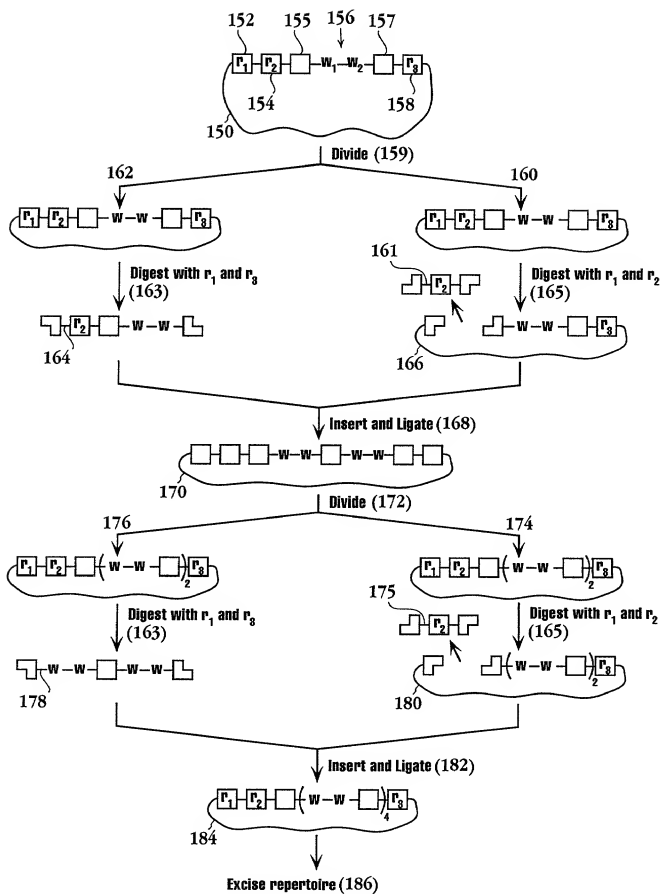 152 155 156 157
r1 r2 w1 w2 r3
154 158
150
Divide (159)
162 160
r1 r2 w w r3 r1 r2 w w r3
161
Digest with r1 and r3 r2 Digest with r1 and r2
(163) (165)
r2 w w w w r3
164 166
Insert and Ligate (168)
w w w w
170
Divide (172)
176 174
r1 r2 ( w w )2 r3 r1 r2 ( w w )2 r3
175
Digest with r1 and r3 r2 Digest with r1 and r2
(163) (165)
w w w w ( w w )2 r3
178 180
Insert and Ligate (182)
r1 r2 ( w w )4 r3
184
Excise repertoire (186)